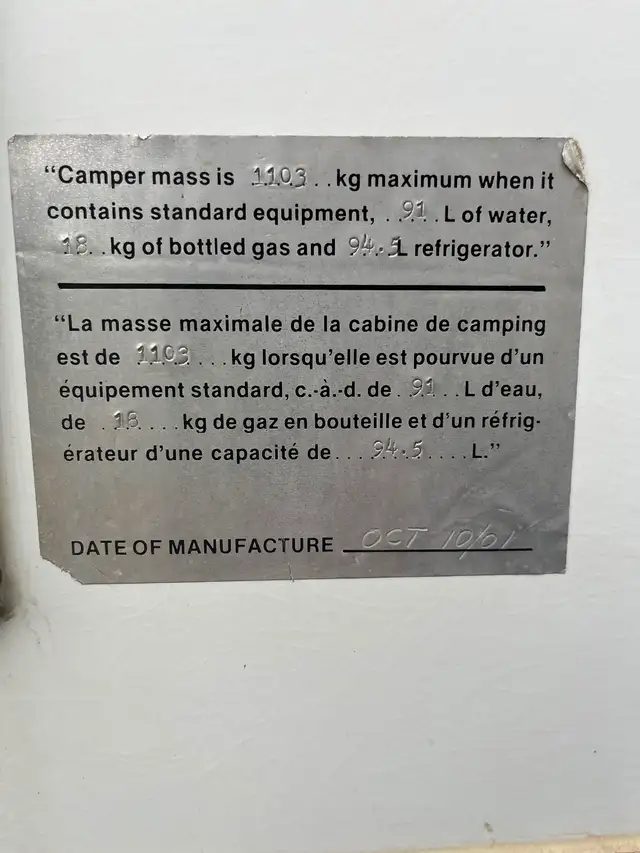 “Camper mass is 1103..kg maximum when it
contains standard equipment, .91.L of water,
18..kg of bottled gas and 94.5L refrigerator.”
“La masse maximale de la cabine de camping
est de 1103...kg lorsqu’elle est pourvue d’un
équipement standard, c.-à.-d. de .91..L d’eau,
de .18....kg de gaz en bouteille et d’un réfrig-
érateur d’une capacité de...94.5....L.”
DATE OF MANUFACTURE OCT 10/01